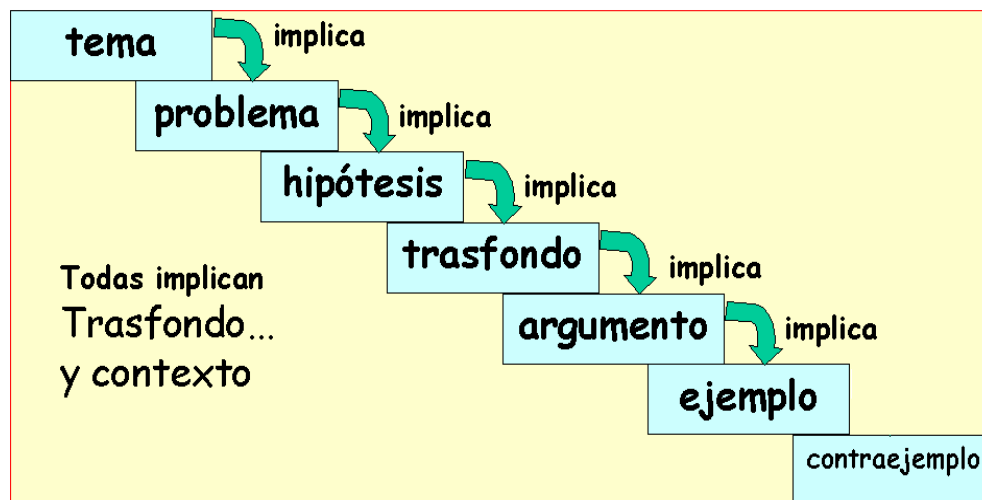 tema
implica
problema
implica
hipótesis
implica
trasfondo
implica
argumento
implica
ejemplo
contraejemplo
Todas implican
Trasfondo...
y contexto